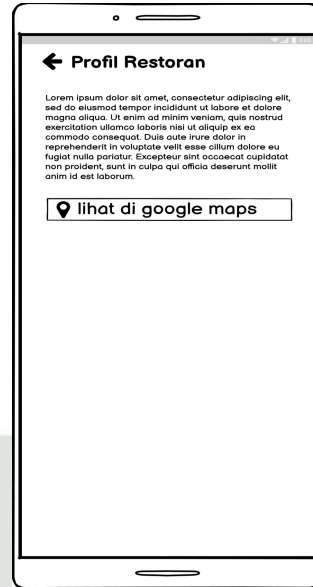 Profil Restoran
Lorem ipsum dolor sit amet, consectetur adipiscing elit,
sed do eiusmod tempor incididunt ut labore et dolore
magna aliqua. Ut enim ad minim veniam, quis nostrud
exercitation ullamco laboris nisi ut aliquip ex ea
commodo consequat. Duis aute irure dolor in
reprehenderit in voluptate velit esse cillum dolore eu
fugiat nulla pariatur. Excepteur sint occaecat cupidatat
non proident, sunt in culpa qui officia deserunt mollit
anim id est laborum.
lihat di google maps